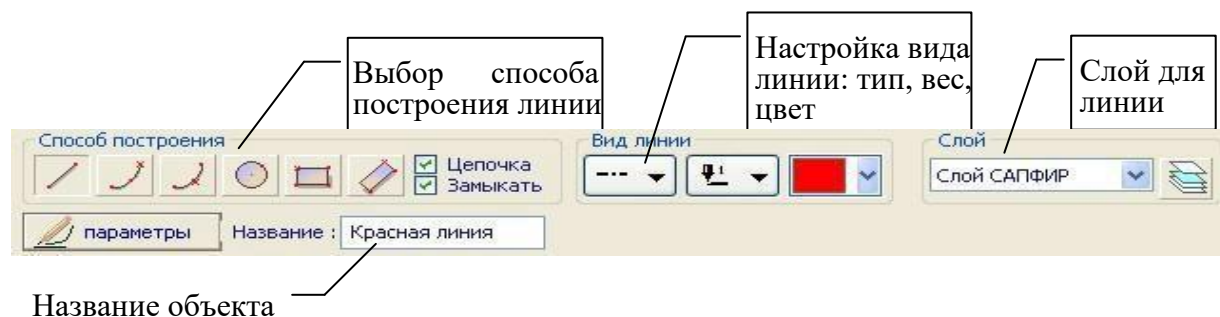 Выбор способа
построения линии
Настройка вида
линии: тип, вес,
цвет
Слой для
линии
Способ построения
Вид линии
Слой
Цепочка
Замыкать
1
Слой САПФИР
параметры
Название :
Красная линия
Название объекта